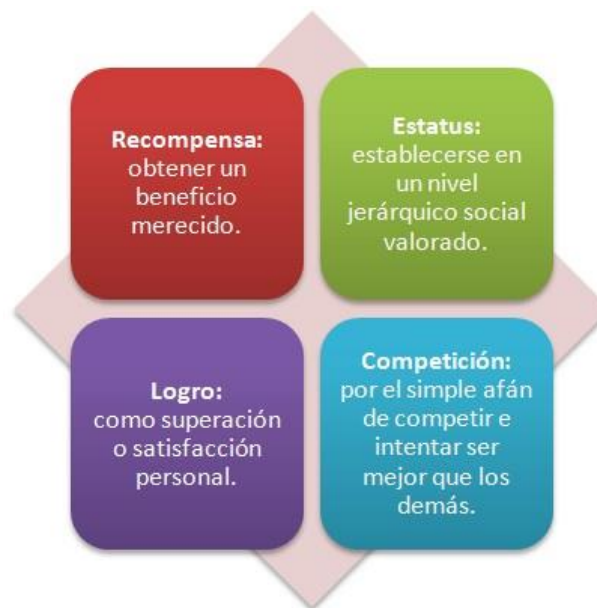 Recompensa:
obtener un
beneficio
merecido.
Estatus:
establecerse en
un nivel
jerárquico social
valorado.
Logro:
como superación
o satisfacción
personal.
Competición:
por el simple afán
de competir e
intentar ser
mejor que los
demás.